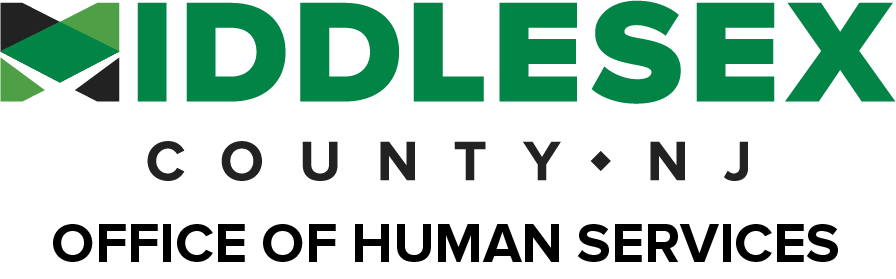 MIDDLESEX
COUNTY◆NJ
OFFICE OF HUMAN SERVICES